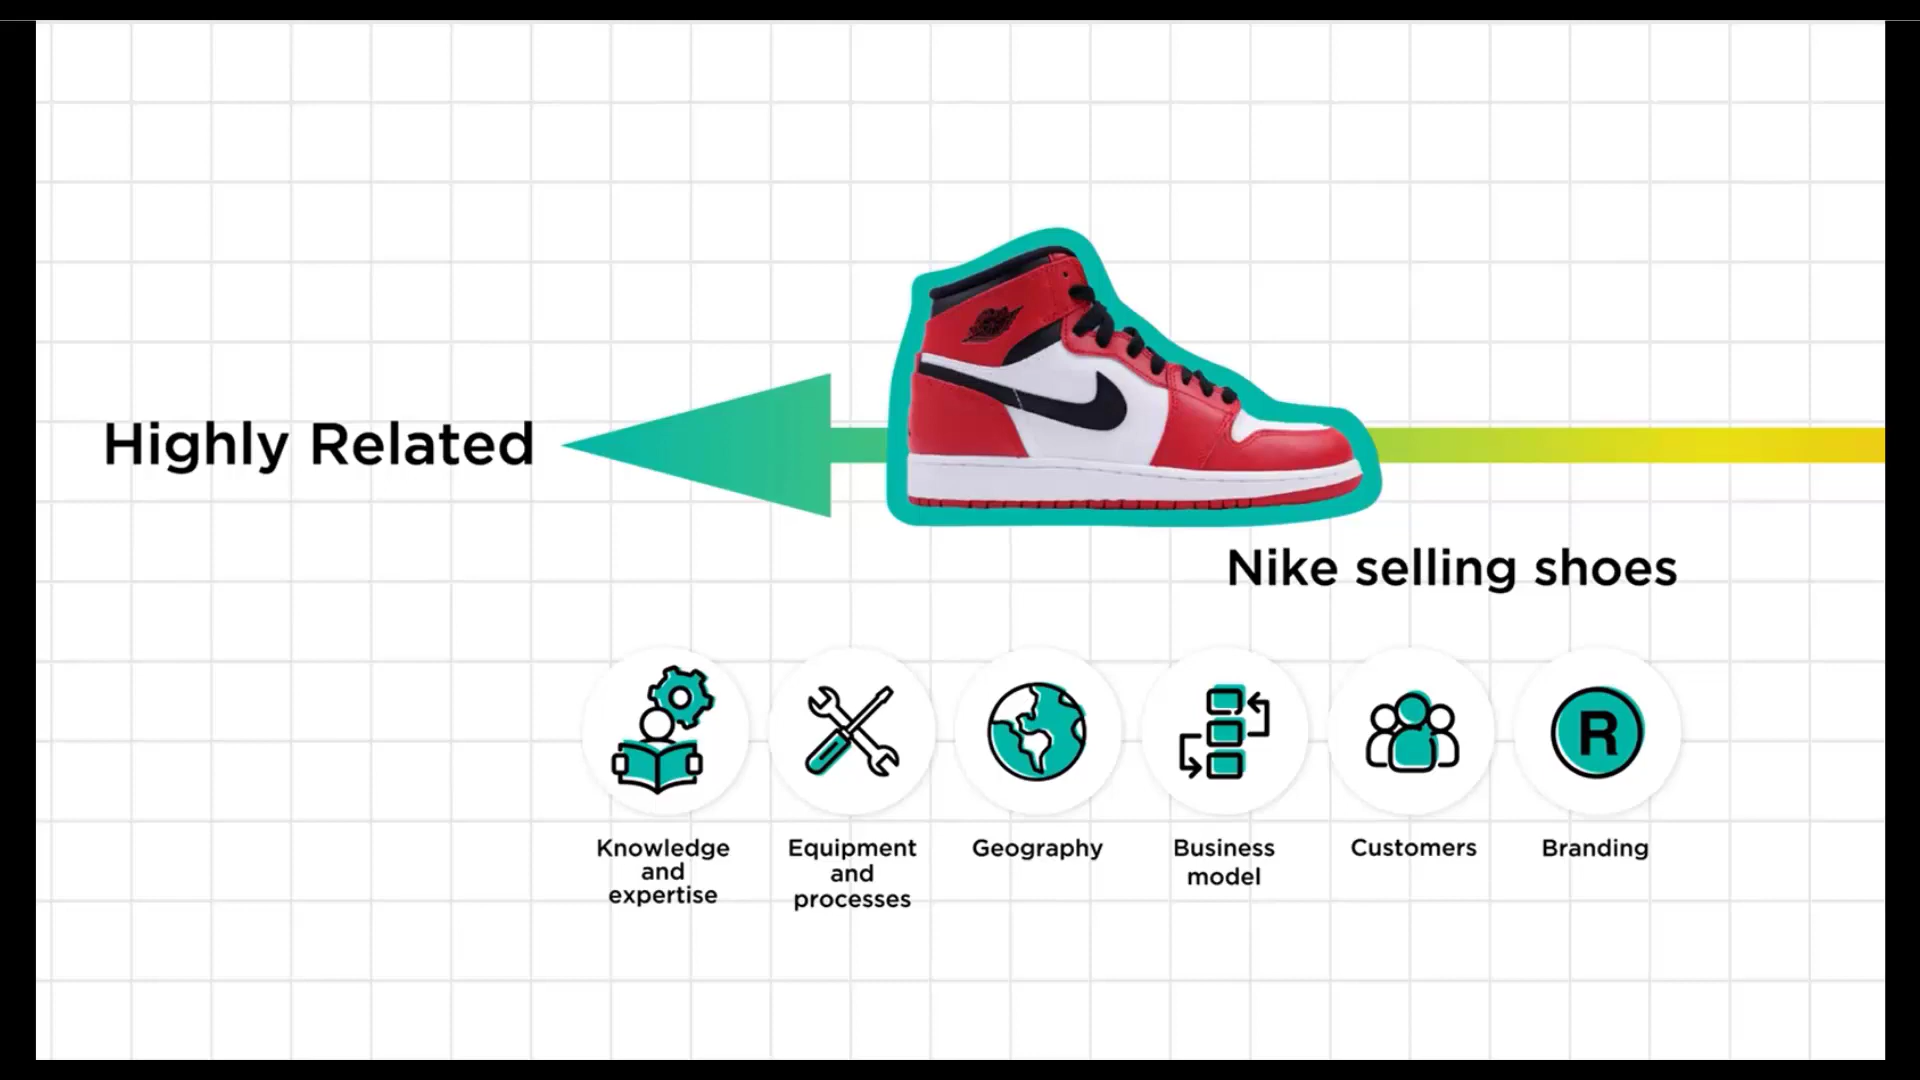 Highly Related
Nike selling shoes
R
Knowledge
and
expertise
Equipment
and
processes
Geography
Business
model
Customers
Branding